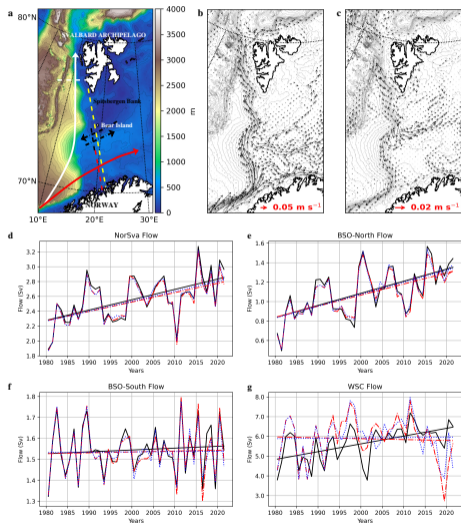 a
b
c
80°N
70°N
SVALBARD ARCHIPELAGO
Spitsbergen Bank
Bear Island
NORWAY
10°E
20°E
30°E
4000
3500
3000
2500
2000
1500
1000
500
0
m
0.05 m s⁻¹
0.02 m s⁻¹
d
NorSva Flow
Flow (Sv)
3.2
3.0
2.8
2.6
2.4
2.2
2.0
1.8
1980 1985 1990 1995 2000 2005 2010 2015 2020
Years
e
BSO-North Flow
Flow (Sv)
1.6
1.4
1.2
1.0
0.8
0.6
1980 1985 1990 1995 2000 2005 2010 2015 2020
Years
f
BSO-South Flow
Flow (Sv)
1.8
1.7
1.6
1.5
1.4
1.3
1980 1985 1990 1995 2000 2005 2010 2015 2020
Years
g
WSC Flow
Flow (Sv)
8.0
7.0
6.0
5.0
4.0
3.0
1980 1985 1990 1995 2000 2005 2010 2015 2020
Years